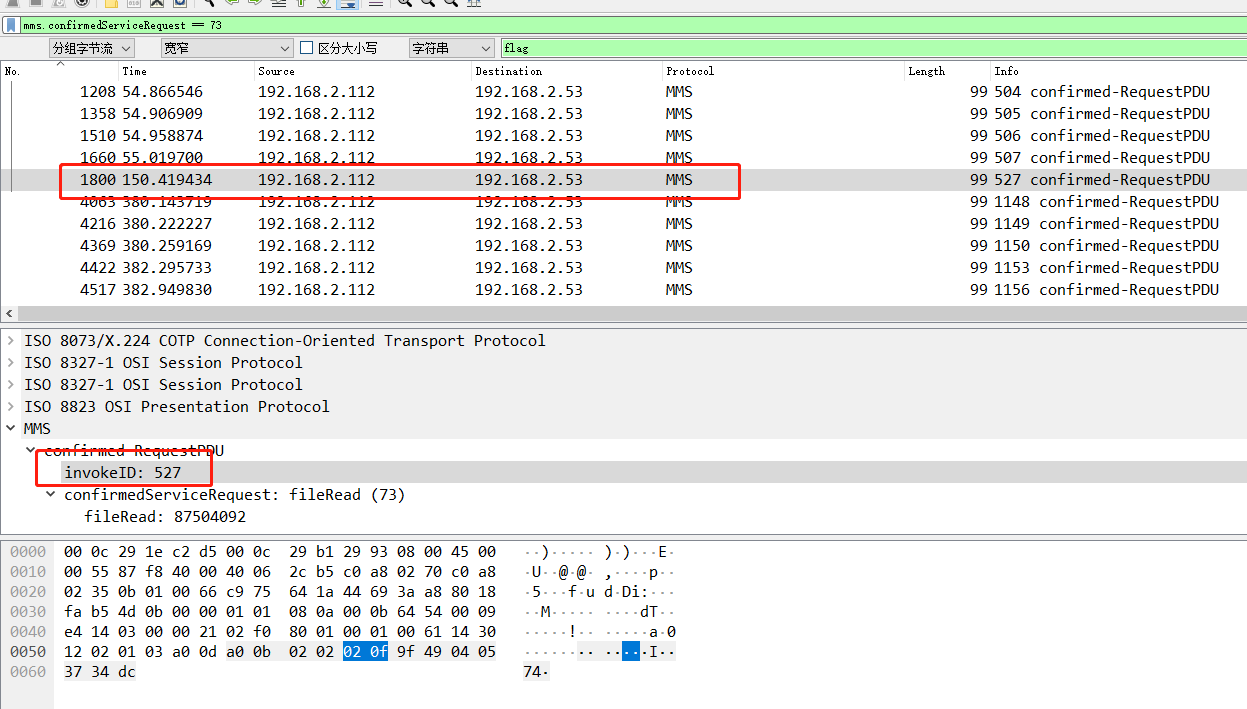 mms.confirmedServiceRequest == 73
分组字节流 宽窄 区分大小写 字符串 flag
No. Time Source Destination Protocol Length Info
1208 54.866546 192.168.2.112 192.168.2.53 MMS 99 504 confirmed-RequestPDU
1358 54.906909 192.168.2.112 192.168.2.53 MMS 99 505 confirmed-RequestPDU
1510 54.958874 192.168.2.112 192.168.2.53 MMS 99 506 confirmed-RequestPDU
1660 55.019700 192.168.2.112 192.168.2.53 MMS 99 507 confirmed-RequestPDU
1800 150.419434 192.168.2.112 192.168.2.53 MMS 99 527 confirmed-RequestPDU
4063 380.143719 192.168.2.112 192.168.2.53 MMS 99 1148 confirmed-RequestPDU
4216 380.222227 192.168.2.112 192.168.2.53 MMS 99 1149 confirmed-RequestPDU
4369 380.259169 192.168.2.112 192.168.2.53 MMS 99 1150 confirmed-RequestPDU
4422 382.295733 192.168.2.112 192.168.2.53 MMS 99 1153 confirmed-RequestPDU
4517 382.949830 192.168.2.112 192.168.2.53 MMS 99 1156 confirmed-RequestPDU
ISO 8073/X.224 COTP Connection-Oriented Transport Protocol
ISO 8327-1 OSI Session Protocol
ISO 8327-1 OSI Session Protocol
ISO 8823 OSI Presentation Protocol
MMS
confirmed-RequestPDU
invokeID: 527
confirmedServiceRequest: fileRead (73)
fileRead: 87504092
0000 00 0c 29 1e c2 d5 00 0c 29 b1 29 93 08 00 45 00 ··)·····)·)···E·
0010 00 55 87 f8 40 00 40 06 2c b5 c0 a8 02 70 c0 a8 ·U··@·@·,····p··
0020 02 35 0b 01 00 66 c9 75 64 1a 44 69 3a a8 80 18 ·5···f·ud·Di:···
0030 fa b5 4d 0b 00 00 01 01 08 0a 00 0b 64 54 00 09 ··M·········dT··
0040 e4 14 03 00 00 21 02 f0 80 01 00 01 00 61 14 30 ·····!·······a·0
0050 12 02 01 03 a0 0d a0 0b 02 02 02 0f 9f 49 04 05 ·············I··
0060 37 34 dc 74·